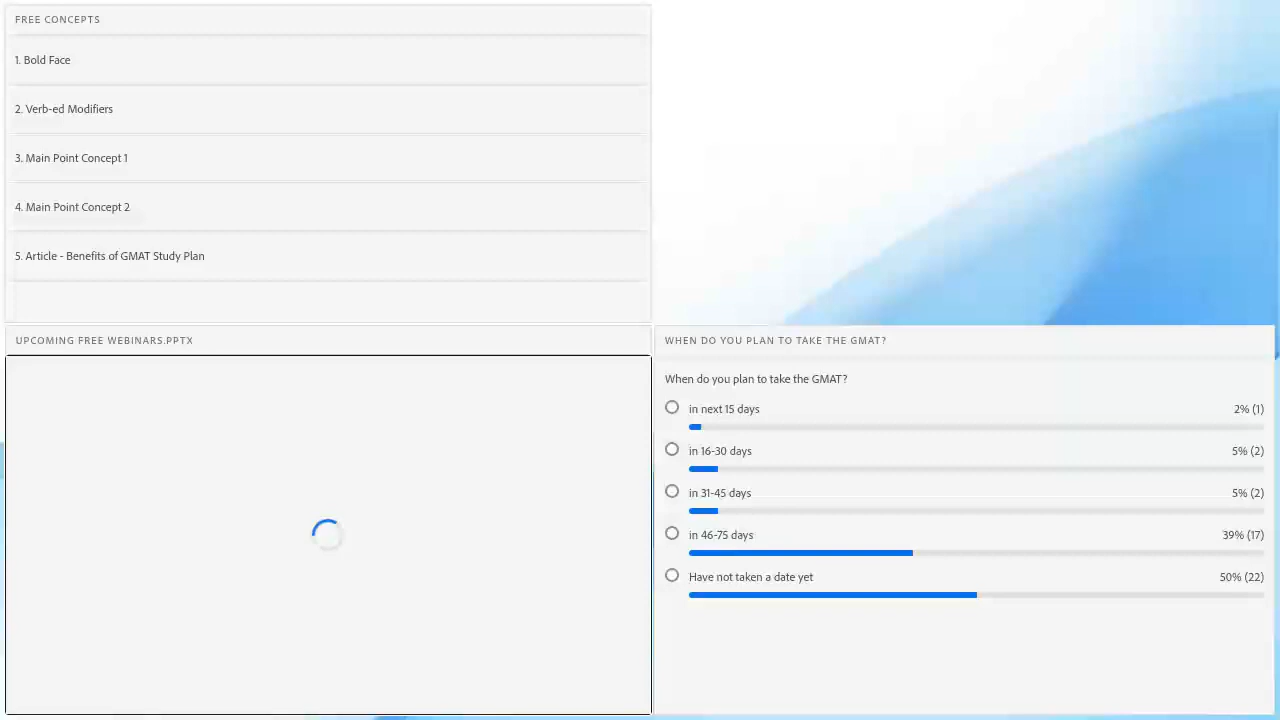 FREE CONCEPTS
1. Bold Face
2. Verb-ed Modifiers
3. Main Point Concept 1
4. Main Point Concept 2
5. Article - Benefits of GMAT Study Plan
UPCOMING FREE WEBINARS.PPTX
WHEN DO YOU PLAN TO TAKE THE GMAT?
When do you plan to take the GMAT?
in next 15 days 2% (1)
in 16-30 days 5% (2)
in 31-45 days 5% (2)
in 46-75 days 39% (17)
Have not taken a date yet 50% (22)